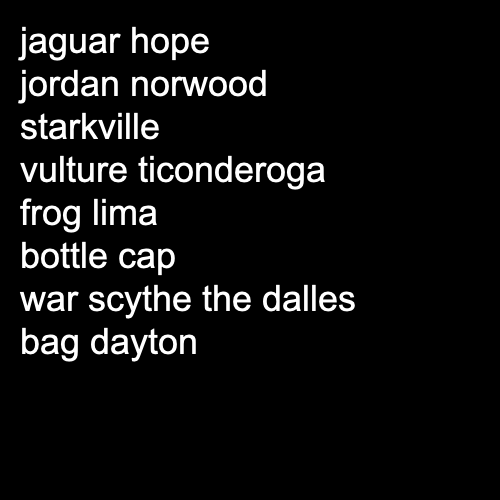 jaguar hope
jordan norwood
starkville
vulture ticonderoga
frog lima
bottle cap
war scythe the dalles
bag dayton